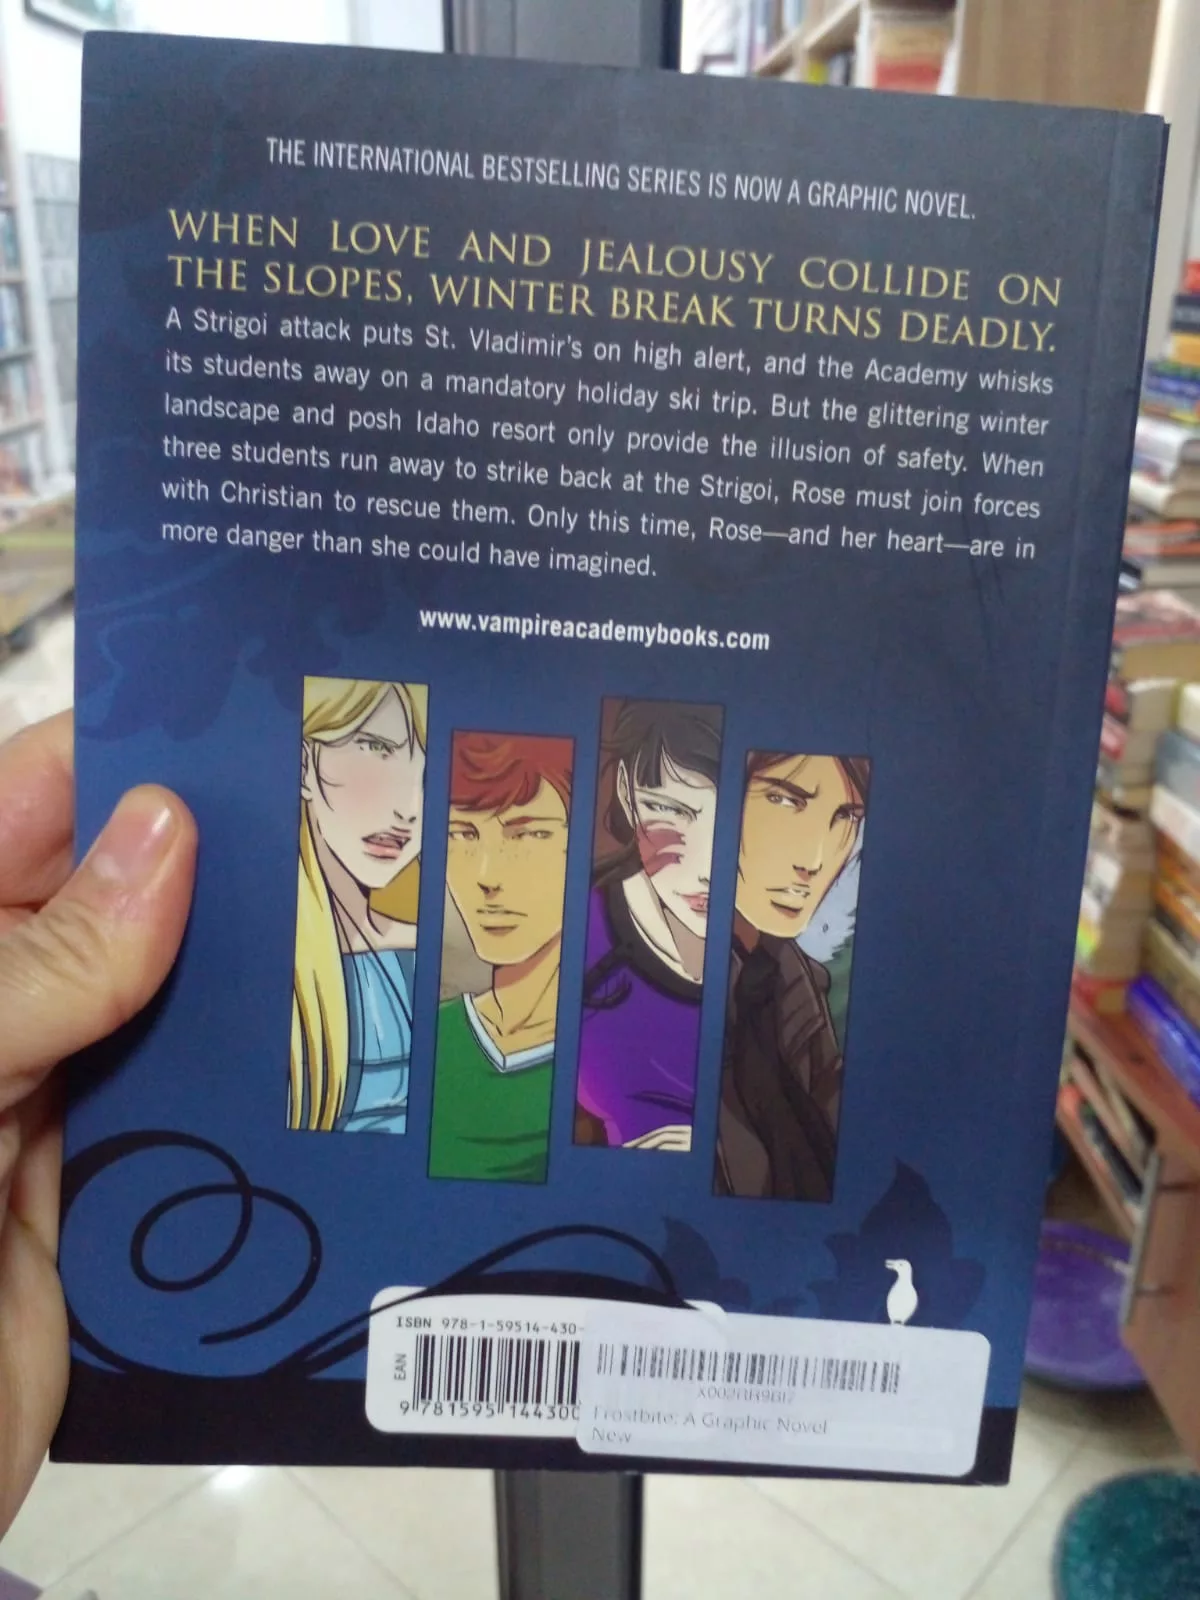 THE INTERNATIONAL BESTSELLING SERIES IS NOW A GRAPHIC NOVEL.
WHEN LOVE AND JEALOUSY COLLIDE ON
THE SLOPES, WINTER BREAK TURNS DEADLY.
A Strigoi attack puts St. Vladimir's on high alert, and the Academy whisks
its students away on a mandatory holiday ski trip. But the glittering winter
landscape and posh Idaho resort only provide the illusion of safety. When
three students run away to strike back at the Strigoi, Rose must join forces
with Christian to rescue them. Only this time, Rose—and her heart—are in
more danger than she could have imagined.
www.vampireacademybooks.com
ISBN 978-1-59514-430-
EAN
9 781595 144300
Frostbite: A Graphic Novel
New